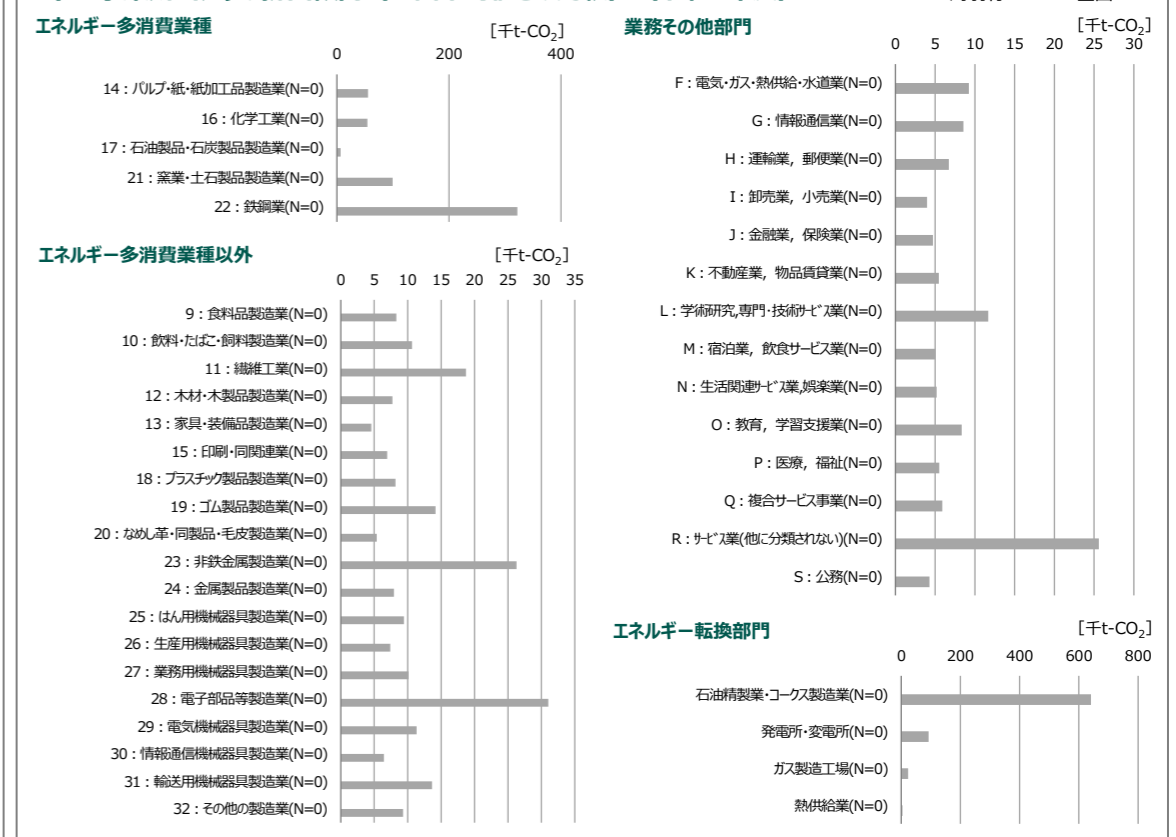 エネルギー多消費業種
[千t-CO2]
0 200 400
14：パルプ・紙・紙加工品製造業(N=0)
16：化学工業(N=0)
17：石油製品・石炭製品製造業(N=0)
21：窯業・土石製品製造業(N=0)
22：鉄鋼業(N=0)
エネルギー多消費業種以外
[千t-CO2]
0 5 10 15 20 25 30 35
9：食料品製造業(N=0)
10：飲料・たばこ・飼料製造業(N=0)
11：繊維工業(N=0)
12：木材・木製品製造業(N=0)
13：家具・装備品製造業(N=0)
15：印刷・同関連業(N=0)
18：プラスチック製品製造業(N=0)
19：ゴム製品製造業(N=0)
20：なめし革・同製品・毛皮製造業(N=0)
23：非鉄金属製造業(N=0)
24：金属製品製造業(N=0)
25：はん用機械器具製造業(N=0)
26：生産用機械器具製造業(N=0)
27：業務用機械器具製造業(N=0)
28：電子部品等製造業(N=0)
29：電気機械器具製造業(N=0)
30：情報通信機械器具製造業(N=0)
31：輸送用機械器具製造業(N=0)
32：その他の製造業(N=0)
業務その他部門
[千t-CO2]
0 5 10 15 20 25 30
F：電気・ガス・熱供給・水道業(N=0)
G：情報通信業(N=0)
H：運輸業，郵便業(N=0)
I：卸売業，小売業(N=0)
J：金融業，保険業(N=0)
K：不動産業，物品賃貸業(N=0)
L：学術研究,専門・技術ｻｰﾋﾞｽ業(N=0)
M：宿泊業，飲食サービス業(N=0)
N：生活関連ｻｰﾋﾞｽ業,娯楽業(N=0)
O：教育，学習支援業(N=0)
P：医療，福祉(N=0)
Q：複合サービス事業(N=0)
R：ｻｰﾋﾞｽ業(他に分類されない)(N=0)
S：公務(N=0)
エネルギー転換部門
[千t-CO2]
0 200 400 600 800
石油精製業・コークス製造業(N=0)
発電所・変電所(N=0)
ガス製造工場(N=0)
熱供給業(N=0)